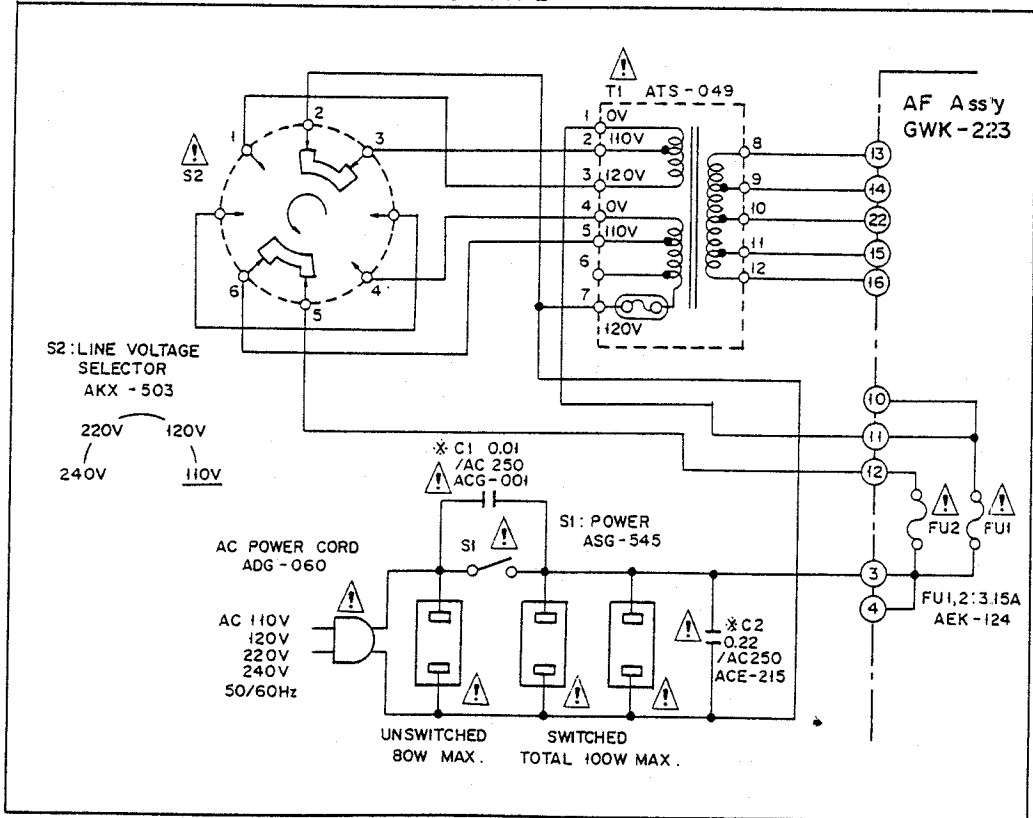 AF Ass'y
GWK-223
T1 ATS-049
S2
1
2
3
4
5
6
1 0V
2 110V
3 120V
4 0V
5 110V
6
7
120V
8
9
10
11
12
13
14
22
15
16
10
11
12
3
4
S2:LINE VOLTAGE
SELECTOR
AKX-503
220V 120V
240V 110V
※ C1 0.01
/AC 250
ACG-001
S1
S1: POWER
ASG-545
AC POWER CORD
ADG-060
AC 110V
120V
220V
240V
50/60Hz
UNSWITCHED
80W MAX.
SWITCHED
TOTAL 100W MAX.
※C2
0.22
/AC250
ACE-215
FU2
FU1
FU1,2:3.15A
AEK-124